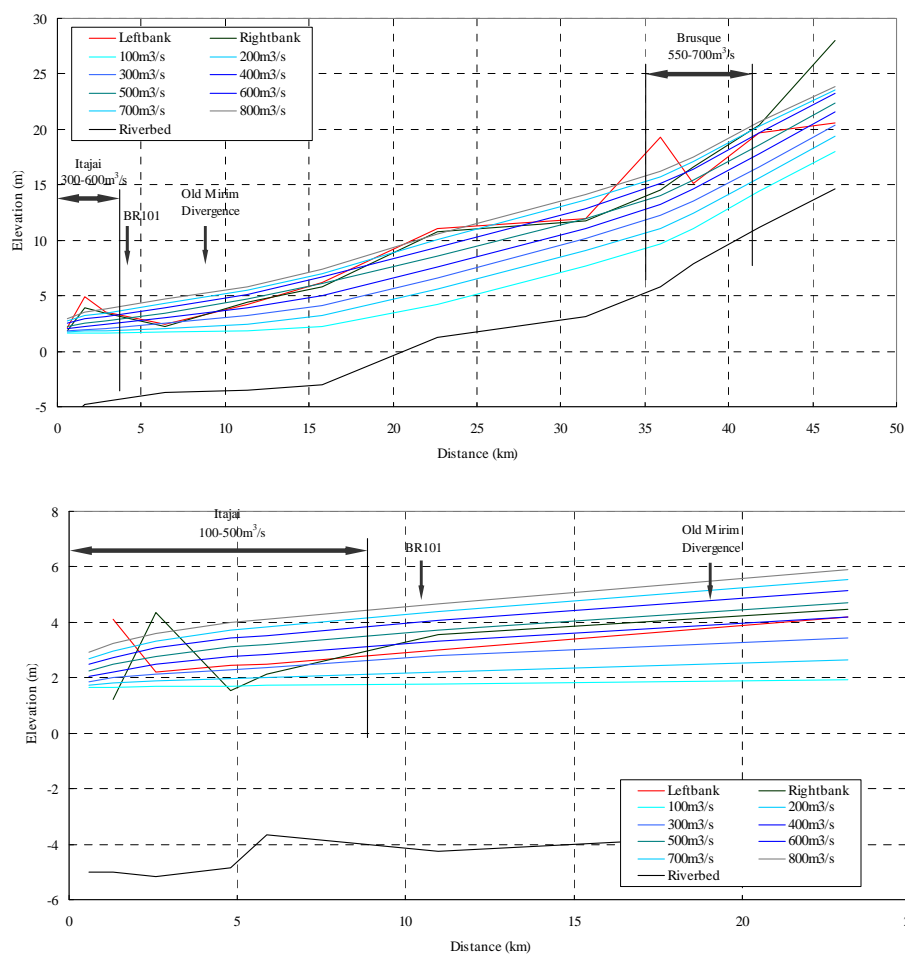 30
25
20
15
10
5
0
-5
Elevation (m)
Leftbank
Rightbank
100m3/s
200m3/s
300m3/s
400m3/s
500m3/s
600m3/s
700m3/s
800m3/s
Riverbed
Brusque
550-700m³/s
Itajai
300-600m³/s
BR101
Old Mirim
Divergence
0
5
10
15
20
25
30
35
40
45
50
Distance (km)
8
6
4
2
0
-2
-4
-6
Elevation (m)
Itajai
100-500m³/s
BR101
Old Mirim
Divergence
Leftbank
Rightbank
100m3/s
200m3/s
300m3/s
400m3/s
500m3/s
600m3/s
700m3/s
800m3/s
Riverbed
0
5
10
15
20
Distance (km)